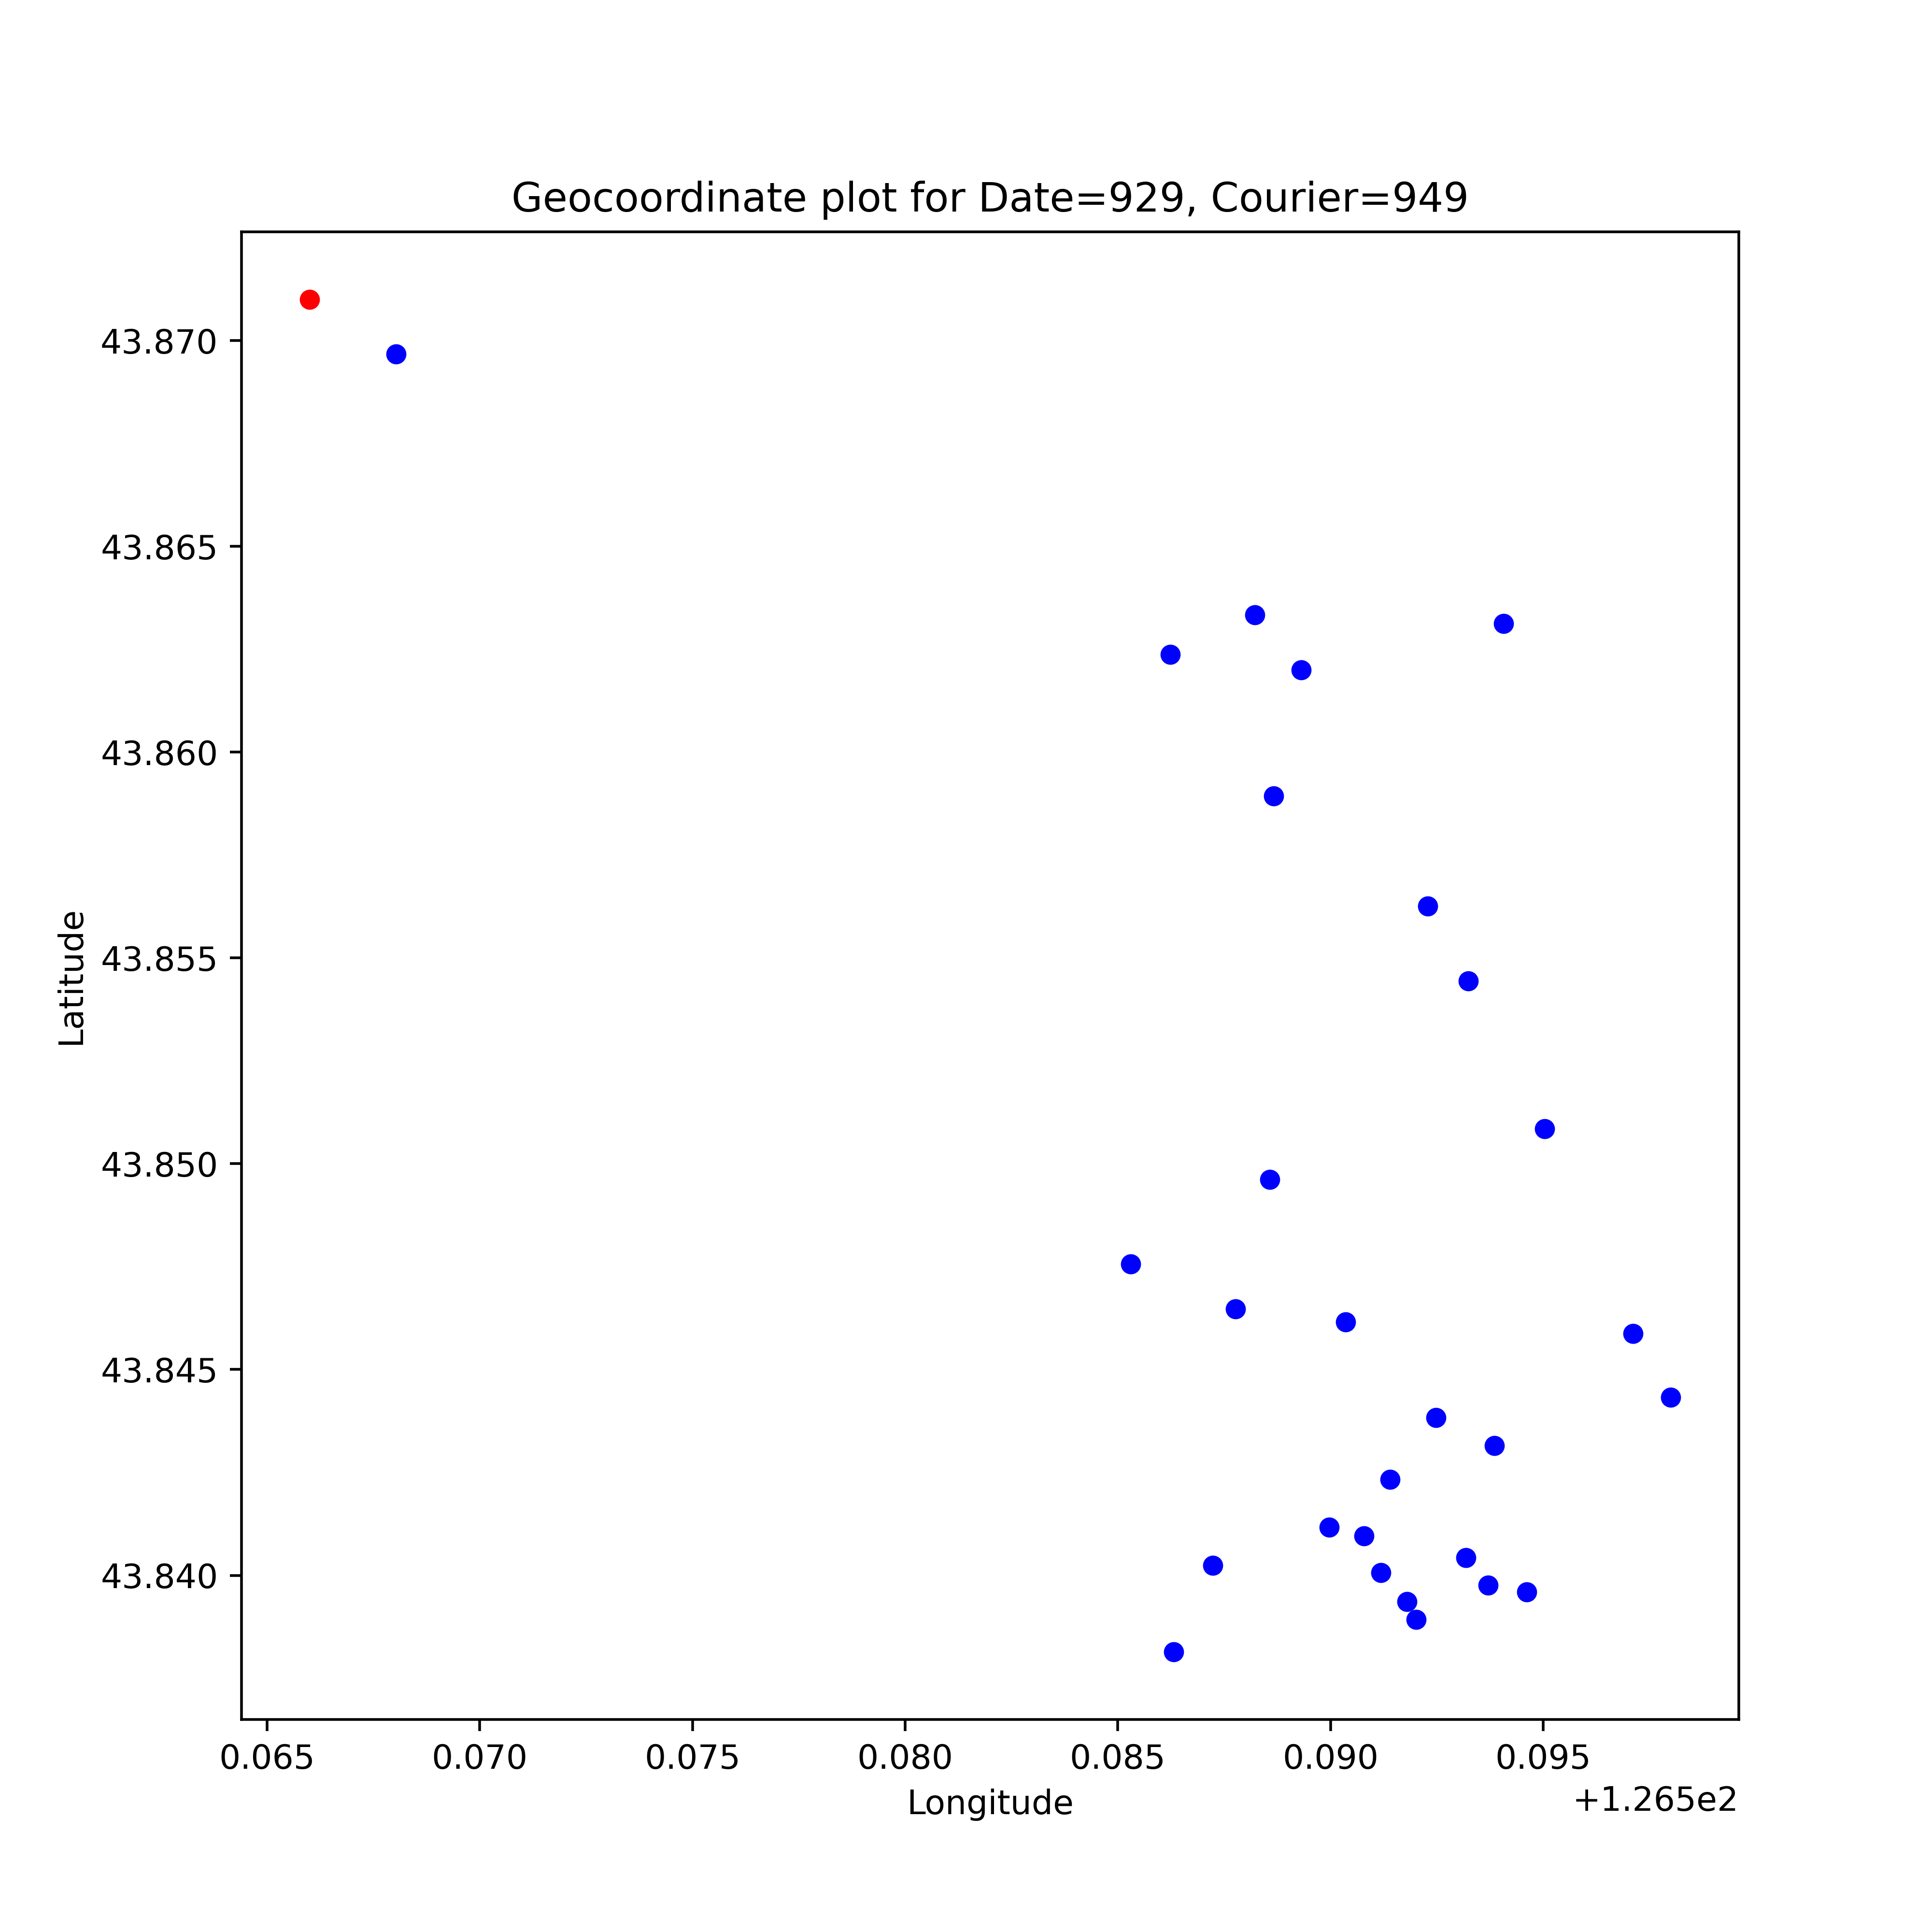 Geocoordinate plot for Date=929, Courier=949
43.870
43.865
43.860
43.855
43.850
43.845
43.840
Latitude
0.065 0.070 0.075 0.080 0.085 0.090 0.095
+1.265e2
Longitude